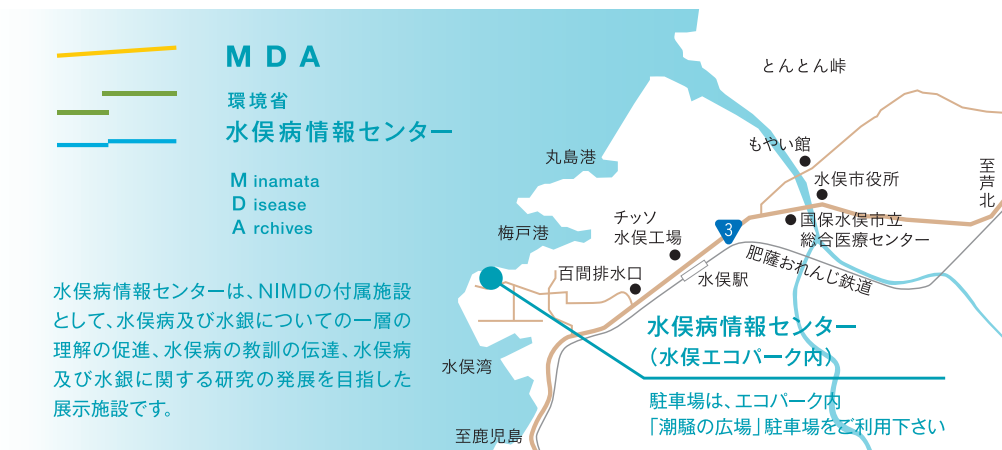 MDA
環境省
水俣病情報センター
Minamata
Disease
Archives
水俣病情報センターは、NIMDの付属施設
として、水俣病及び水銀についての一層の
理解の促進、水俣病の教訓の伝達、水俣病
及び水銀に関する研究の発展を目指した
展示施設です。
とんとん峠
もやい館
丸島港
水俣市役所
至芦北
チッソ
水俣工場
3
国保水俣市立
総合医療センター
梅戸港
百間排水口
水俣駅
肥薩おれんじ鉄道
水俣病情報センター
（水俣エコパーク内）
水俣湾
駐車場は、エコパーク内
「潮騒の広場」駐車場をご利用下さい
至鹿児島